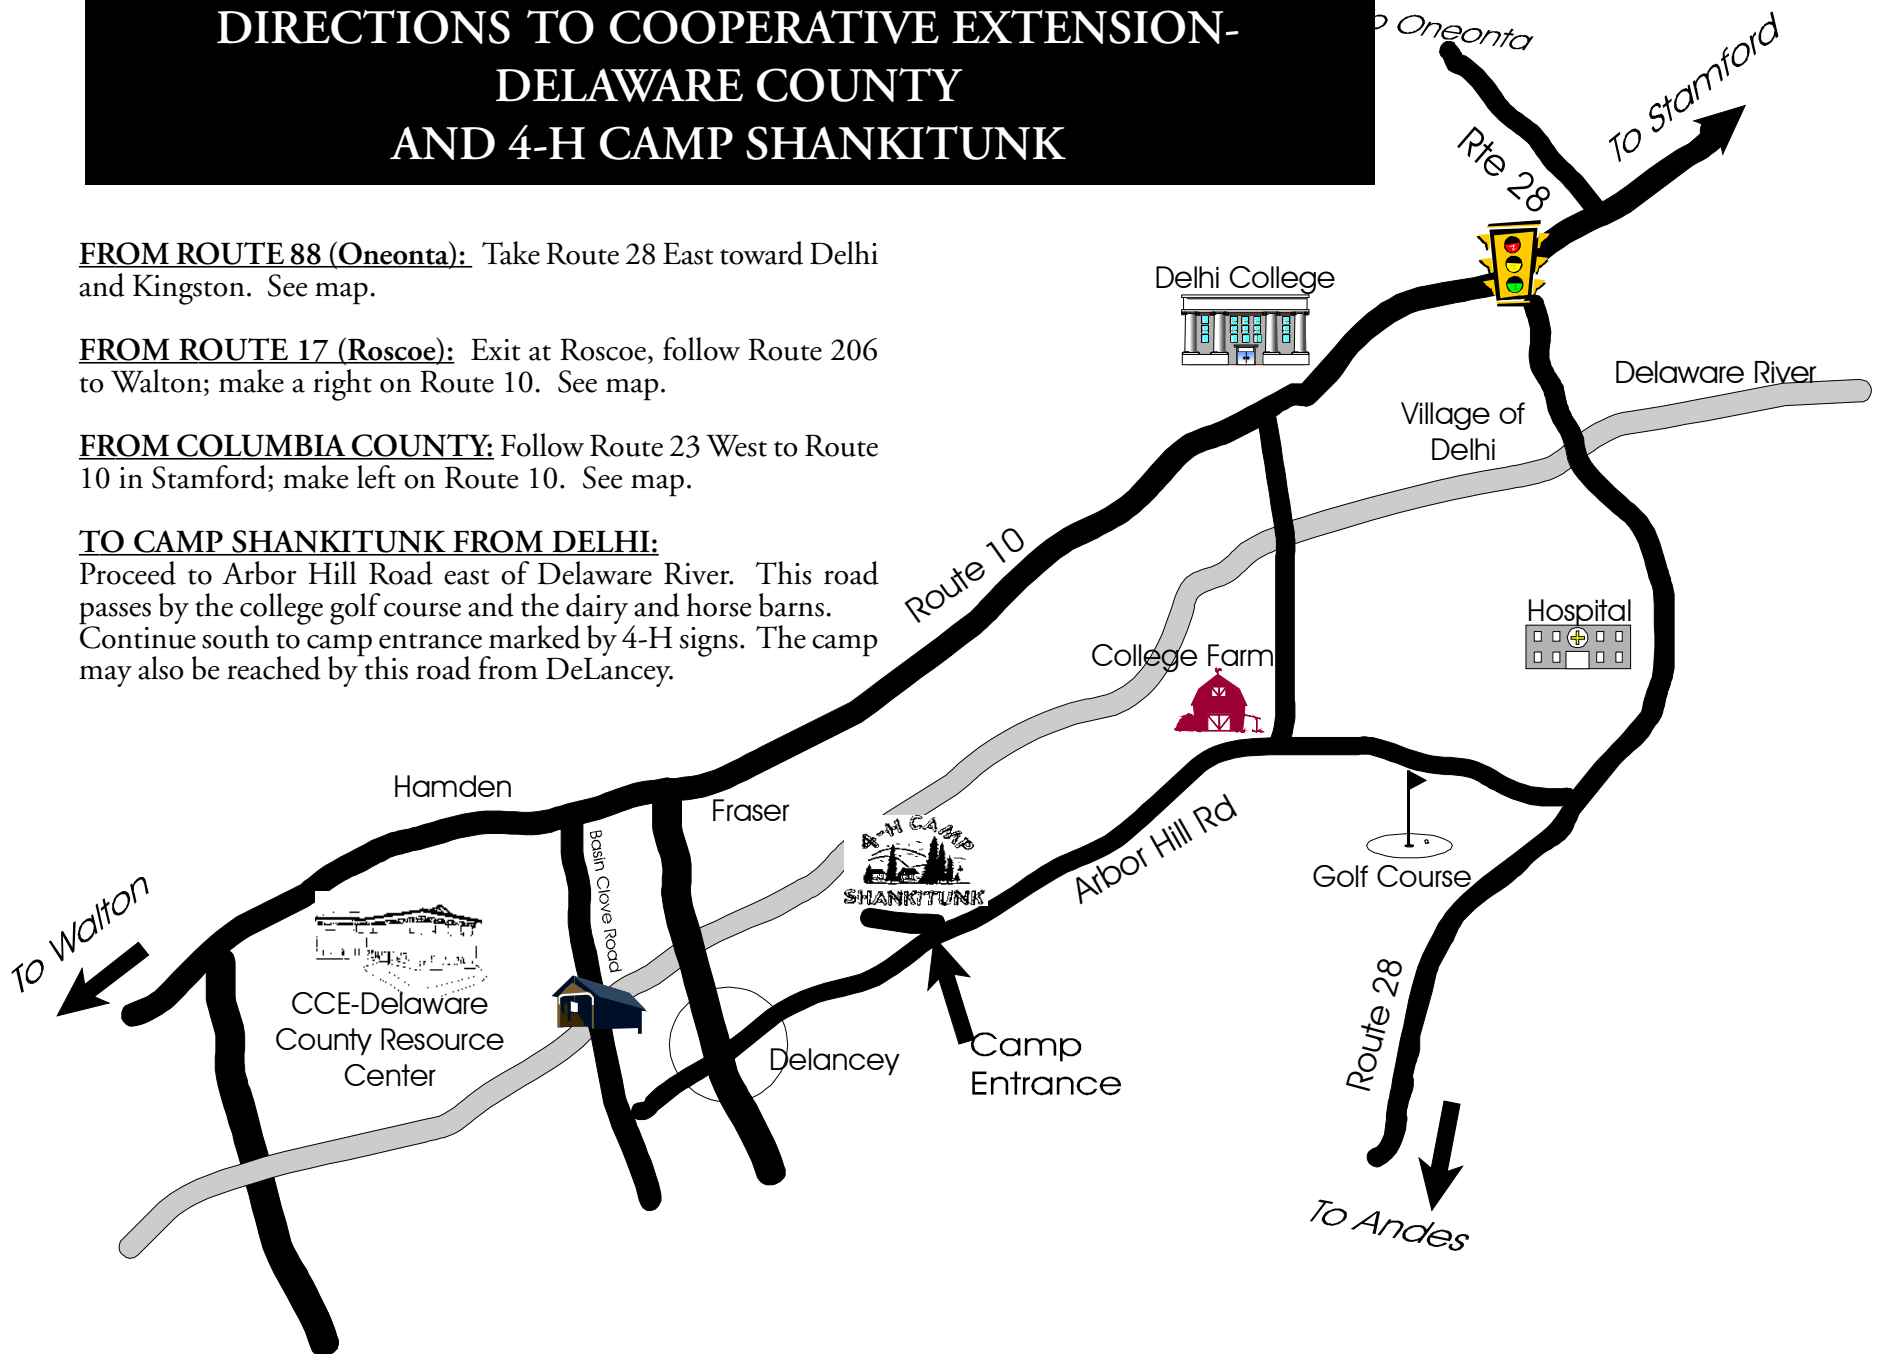 DIRECTIONS TO COOPERATIVE EXTENSION-
DELAWARE COUNTY
AND 4-H CAMP SHANKITUNK
FROM ROUTE 88 (Oneonta): Take Route 28 East toward Delhi
and Kingston. See map.
FROM ROUTE 17 (Roscoe): Exit at Roscoe, follow Route 206
to Walton; make a right on Route 10. See map.
FROM COLUMBIA COUNTY: Follow Route 23 West to Route
10 in Stamford; make left on Route 10. See map.
TO CAMP SHANKITUNK FROM DELHI:
Proceed to Arbor Hill Road east of Delaware River. This road
passes by the college golf course and the dairy and horse barns.
Continue south to camp entrance marked by 4-H signs. The camp
may also be reached by this road from DeLancey.
o Oneonta
To Stamford
Rte 28
Delhi College
Delaware River
Village of
Delhi
Route 10
Hospital
College Farm
Hamden
Fraser
Basin Clove Road
4-H CAMP
SHANKITUNK
Arbor Hill Rd
Golf Course
To Walton
CCE-Delaware
County Resource
Center
Delancey
Camp
Entrance
Route 28
To Andes